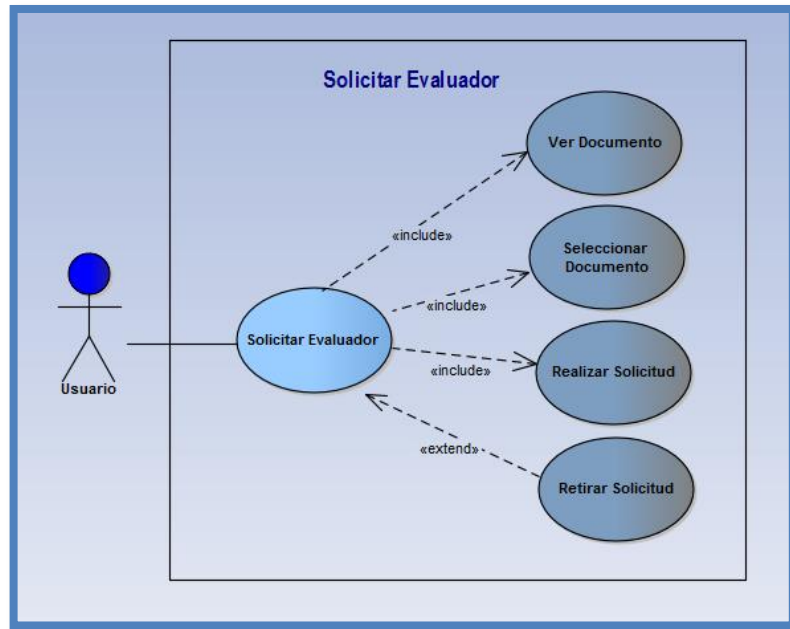 Solicitar Evaluador
Ver Documento
«include»
Seleccionar
Documento
«include»
Solicitar Evaluador
Realizar Solicitud
«include»
Usuario
«extend»
Retirar Solicitud